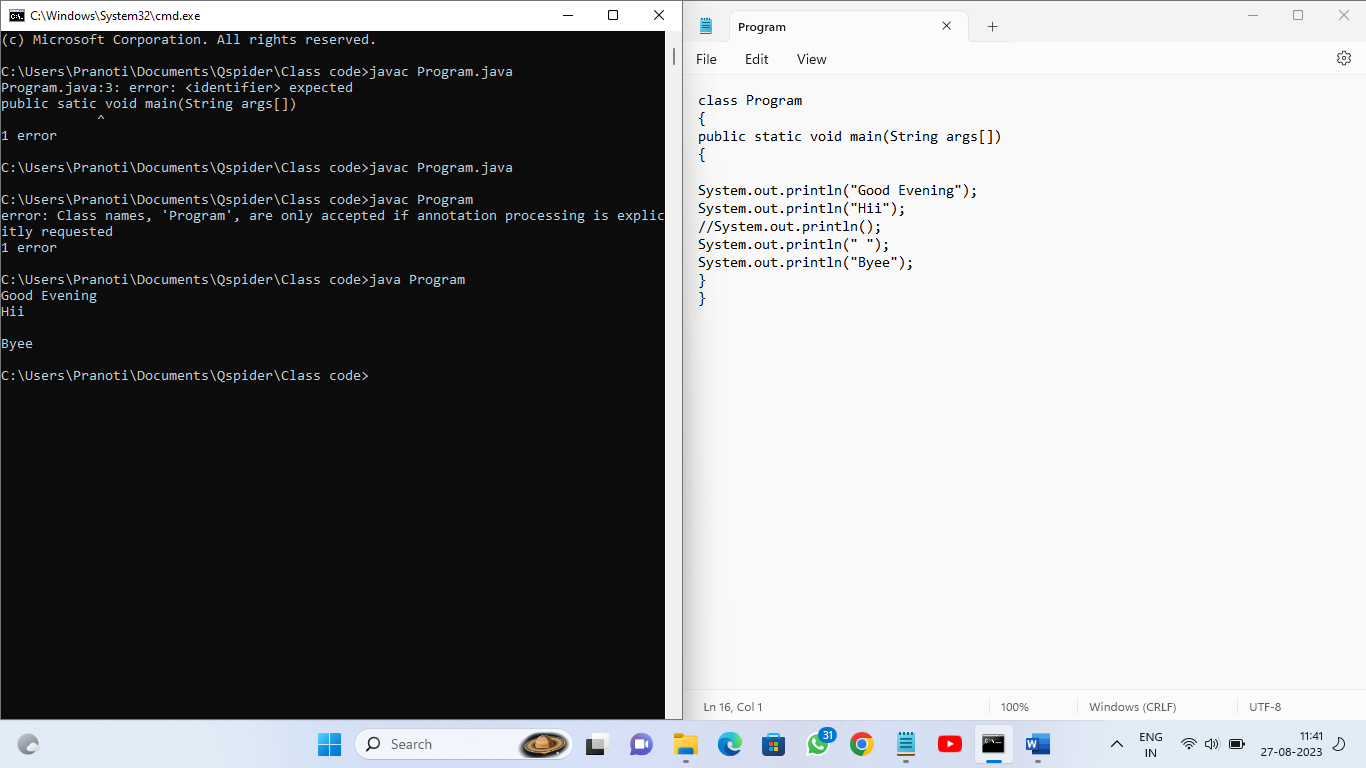 C:\Windows\System32\cmd.exe
(c) Microsoft Corporation. All rights reserved.
C:\Users\Pranoti\Documents\Qspider\Class code>javac Program.java
Program.java:3: error: <identifier> expected
public satic void main(String args[])
^
1 error
C:\Users\Pranoti\Documents\Qspider\Class code>javac Program.java
C:\Users\Pranoti\Documents\Qspider\Class code>javac Program
error: Class names, 'Program', are only accepted if annotation processing is explic
itly requested
1 error
C:\Users\Pranoti\Documents\Qspider\Class code>java Program
Good Evening
Hii
Byee
C:\Users\Pranoti\Documents\Qspider\Class code>
Program
File Edit View
class Program
{
public static void main(String args[])
{
System.out.println("Good Evening");
System.out.println("Hii");
//System.out.println();
System.out.println(" ");
System.out.println("Byee");
}
}
Ln 16, Col 1 100% Windows (CRLF) UTF-8
Search
31
ENG
IN
11:41
27-08-2023